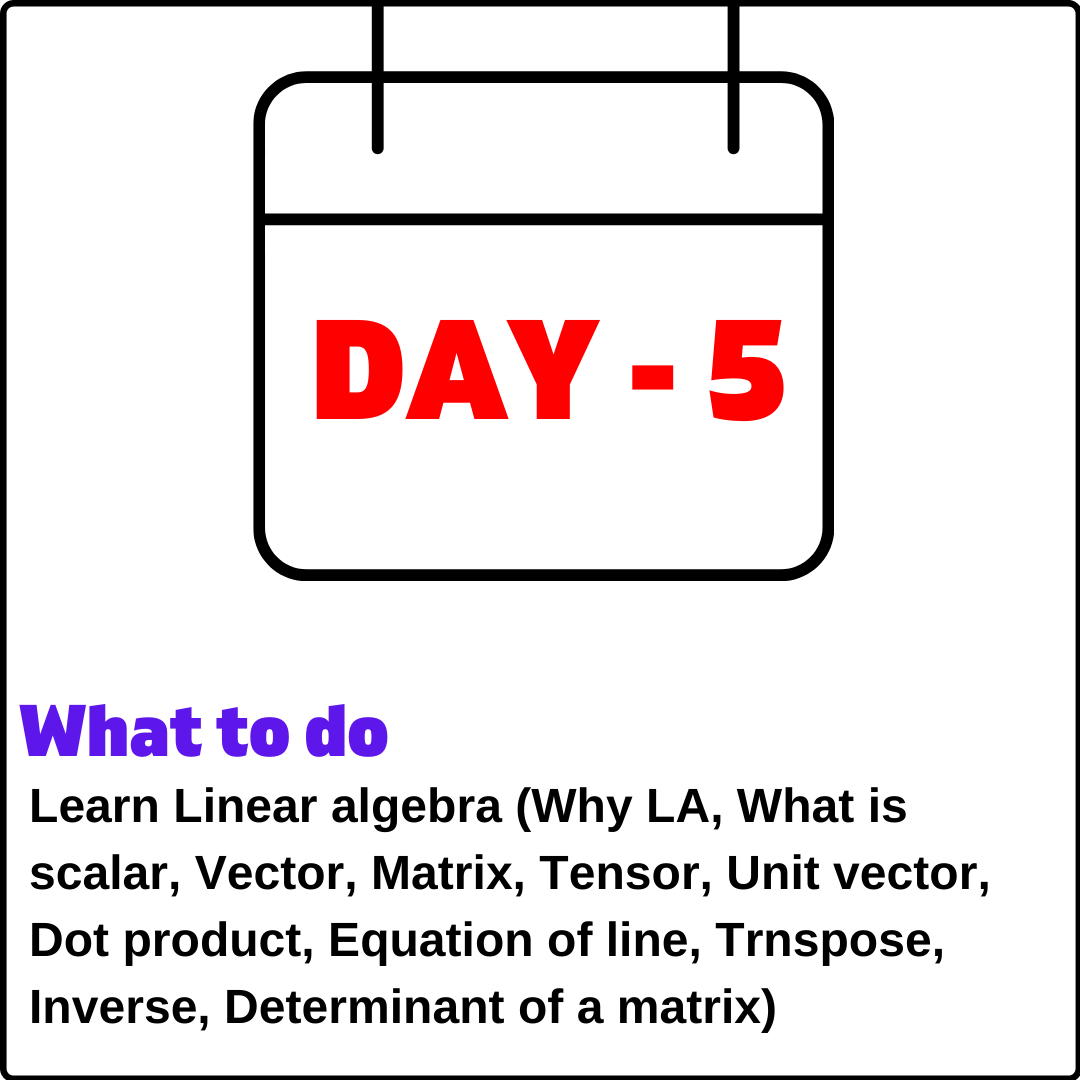 DAY - 5
What to do
Learn Linear algebra (Why LA, What is
scalar, Vector, Matrix, Tensor, Unit vector,
Dot product, Equation of line, Trnspose,
Inverse, Determinant of a matrix)